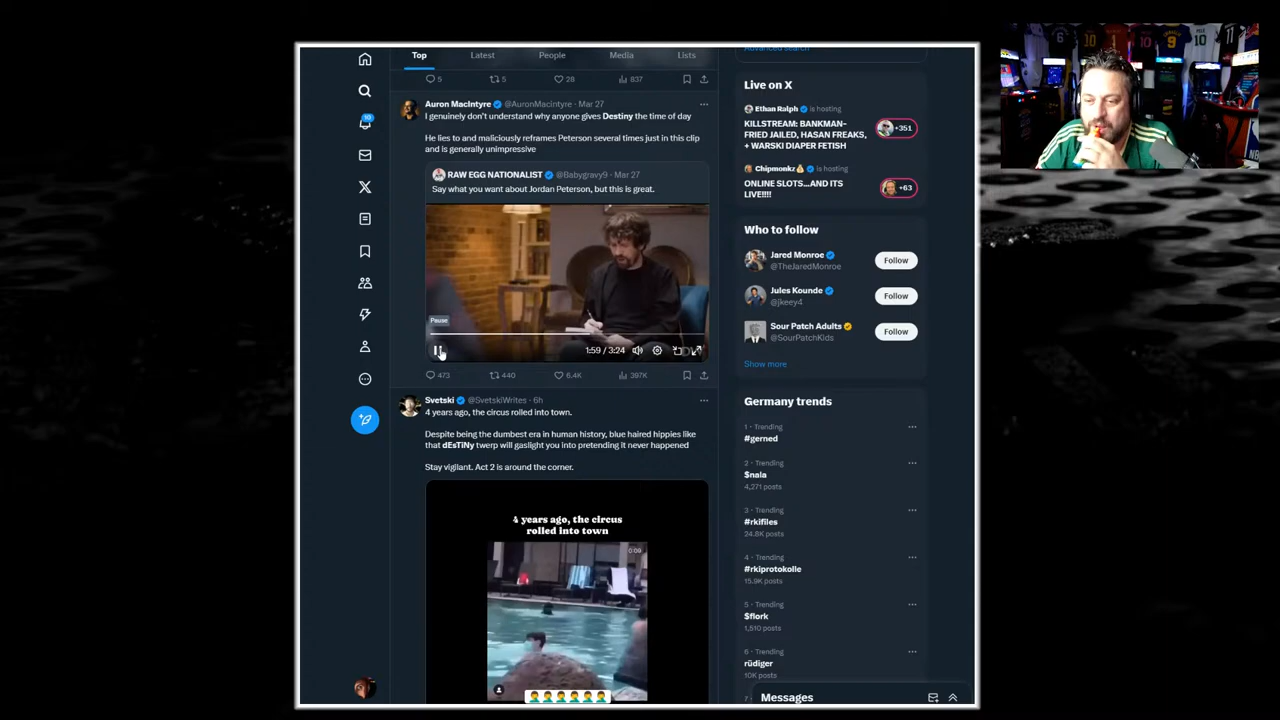 Top
Latest
People
Media
Lists
5
5
28
837
Auron MacIntyre @AuronMacIntyre · Mar 27
I genuinely don't understand why anyone gives Destiny the time of day
He lies to and maliciously reframes Peterson several times just in this clip
and is generally unimpressive
RAW EGG NATIONALIST @Babygravy9 · Mar 27
Say what you want about Jordan Peterson, but this is great.
Pause
1:59 / 3:24
473
440
6.4K
397K
Svetski @SvetskiWrites · 6h
4 years ago, the circus rolled into town.
Despite being the dumbest era in human history, blue haired hippies like
that dEsTiNy twerp will gaslight you into pretending it never happened
Stay vigilant. Act 2 is around the corner.
4 years ago, the circus
rolled into town
0:09
10
Advanced search
Live on X
Ethan Ralph is hosting
KILLSTREAM: BANKMAN-
FRIED JAILED, HASAN FREAKS,
+ WARSKI DIAPER FETISH
+351
Chipmonkz is hosting
ONLINE SLOTS...AND ITS
LIVE!!!!
+63
Who to follow
Jared Monroe
@TheJaredMonroe
Follow
Jules Kounde
@jkeey4
Follow
Sour Patch Adults
@SourPatchKids
Follow
Show more
Germany trends
1 · Trending
#gerned
2 · Trending
$nala
4,271 posts
3 · Trending
#rkifiles
24.8K posts
4 · Trending
#rkiprotokolle
15.9K posts
5 · Trending
$flork
1,510 posts
6 · Trending
rüdiger
10K posts
Messages